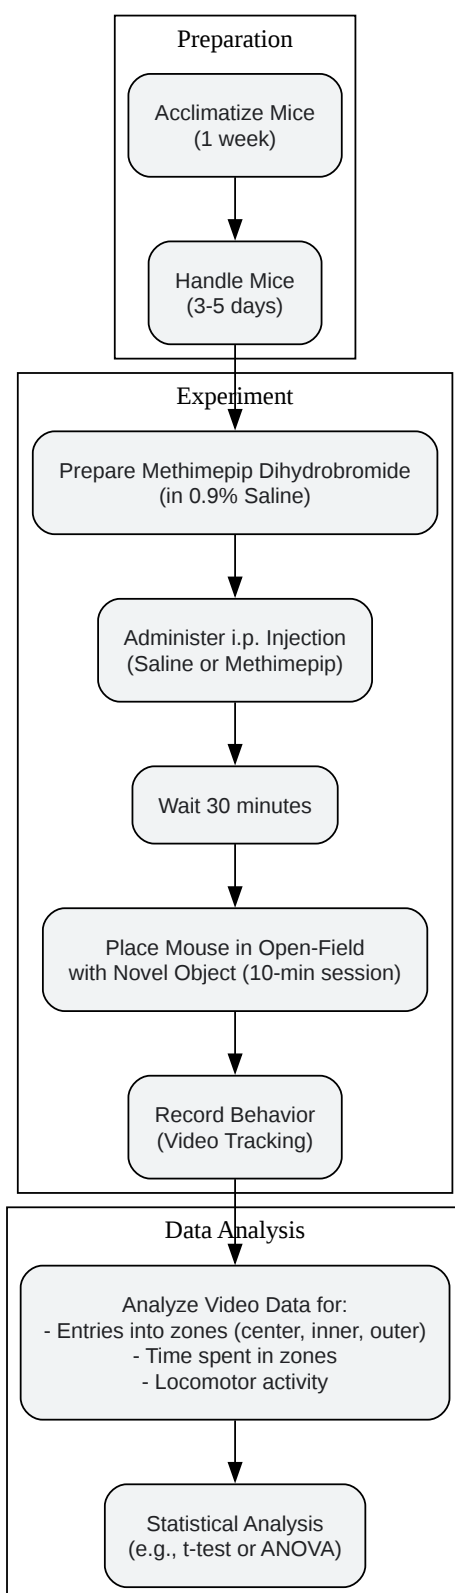 Preparation
Acclimatize Mice
(1 week)
Handle Mice
(3-5 days)
Experiment
Prepare Methimepip Dihydrobromide
(in 0.9% Saline)
Administer i.p. Injection
(Saline or Methimepip)
Wait 30 minutes
Place Mouse in Open-Field
with Novel Object (10-min session)
Record Behavior
(Video Tracking)
Data Analysis
Analyze Video Data for:
- Entries into zones (center, inner, outer)
- Time spent in zones
- Locomotor activity
Statistical Analysis
(e.g., t-test or ANOVA)